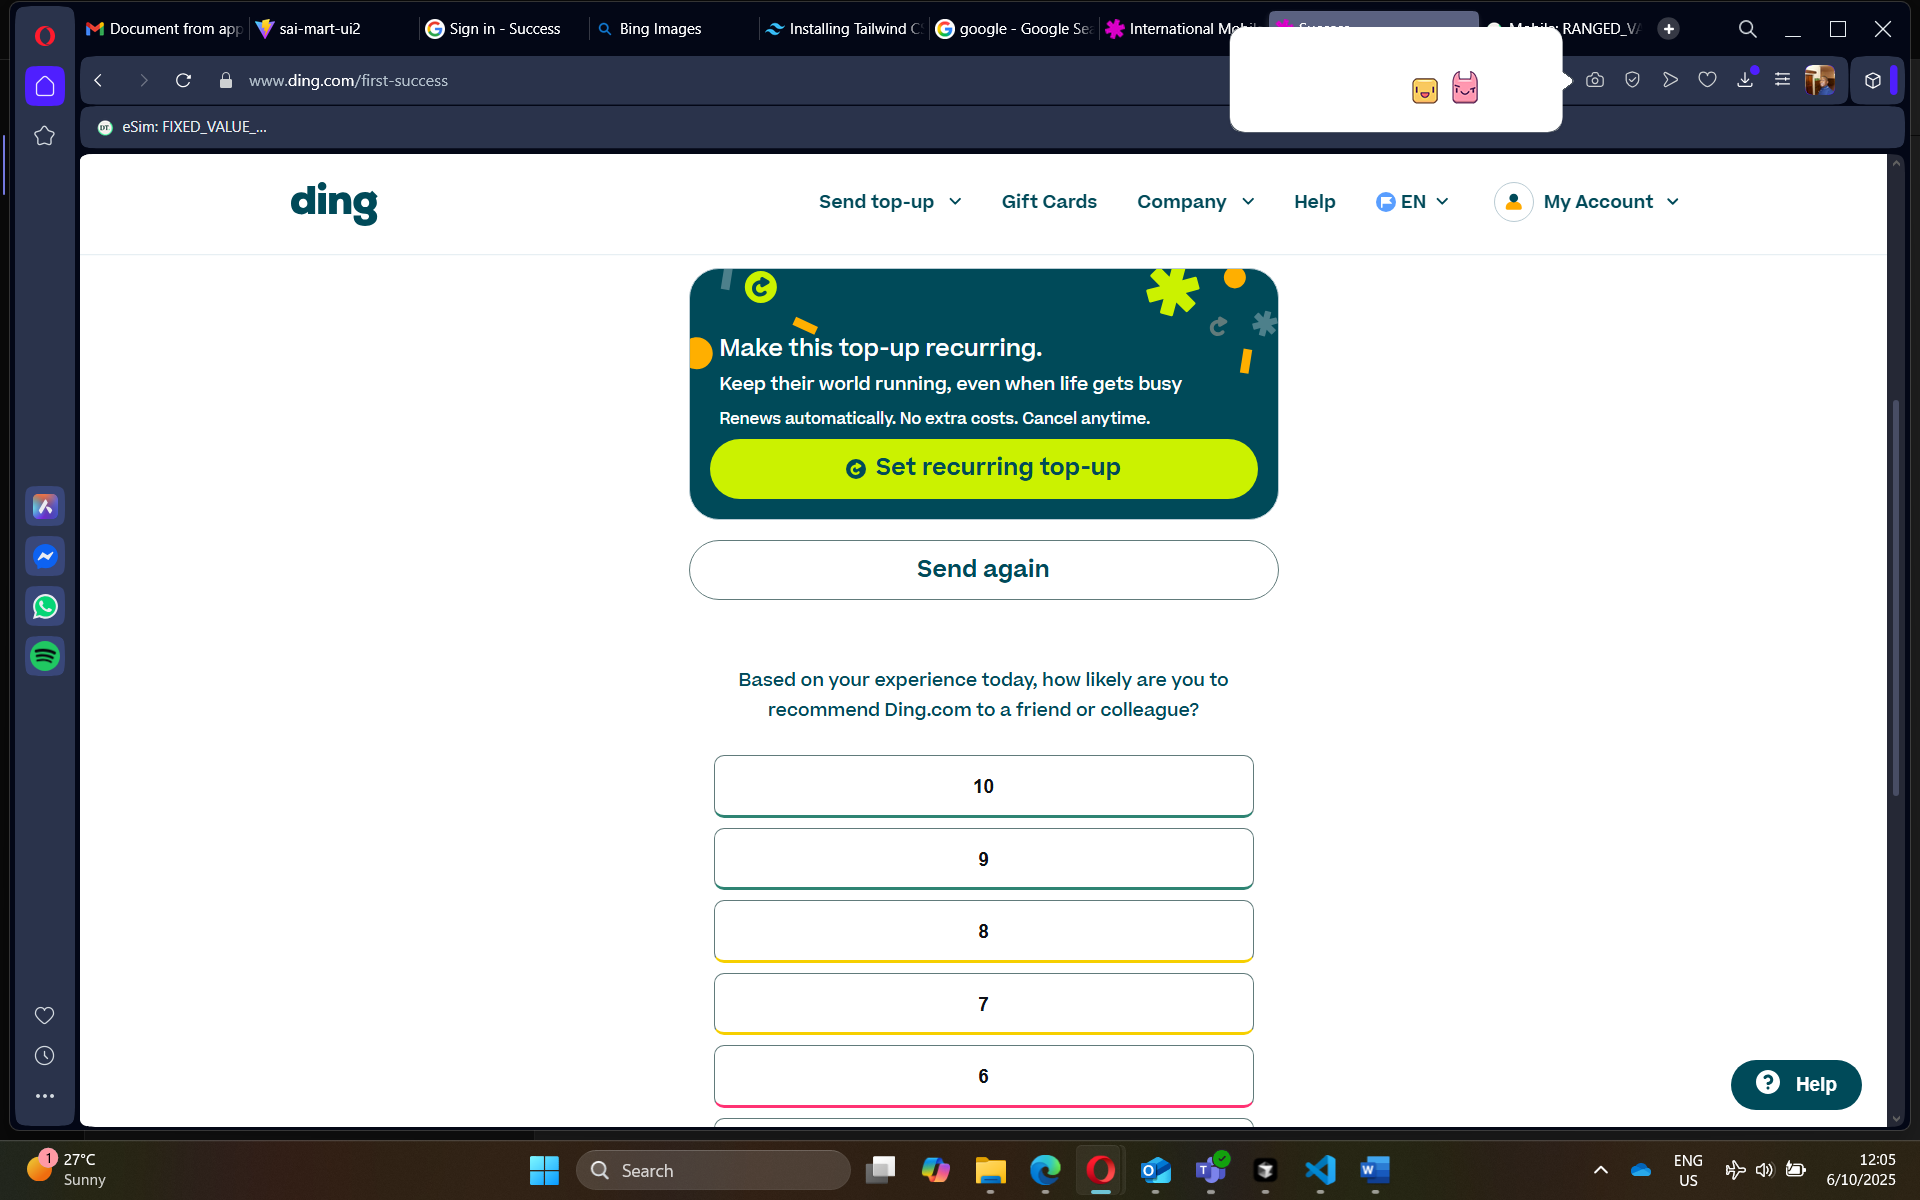 Document from app
sai-mart-ui2
Sign in - Success
Bing Images
Installing Tailwind C
google - Google Sea
International Mobil
Success
Mobile: RANGED_VA
www.ding.com/first-success
DT
eSim: FIXED_VALUE_...
ding
Send top-up
Gift Cards
Company
Help
EN
My Account
Make this top-up recurring.
Keep their world running, even when life gets busy
Renews automatically. No extra costs. Cancel anytime.
Set recurring top-up
Send again
Based on your experience today, how likely are you to
recommend Ding.com to a friend or colleague?
10
9
8
7
6
Help
1
27°C
Sunny
Search
ENG
US
12:05
6/10/2025